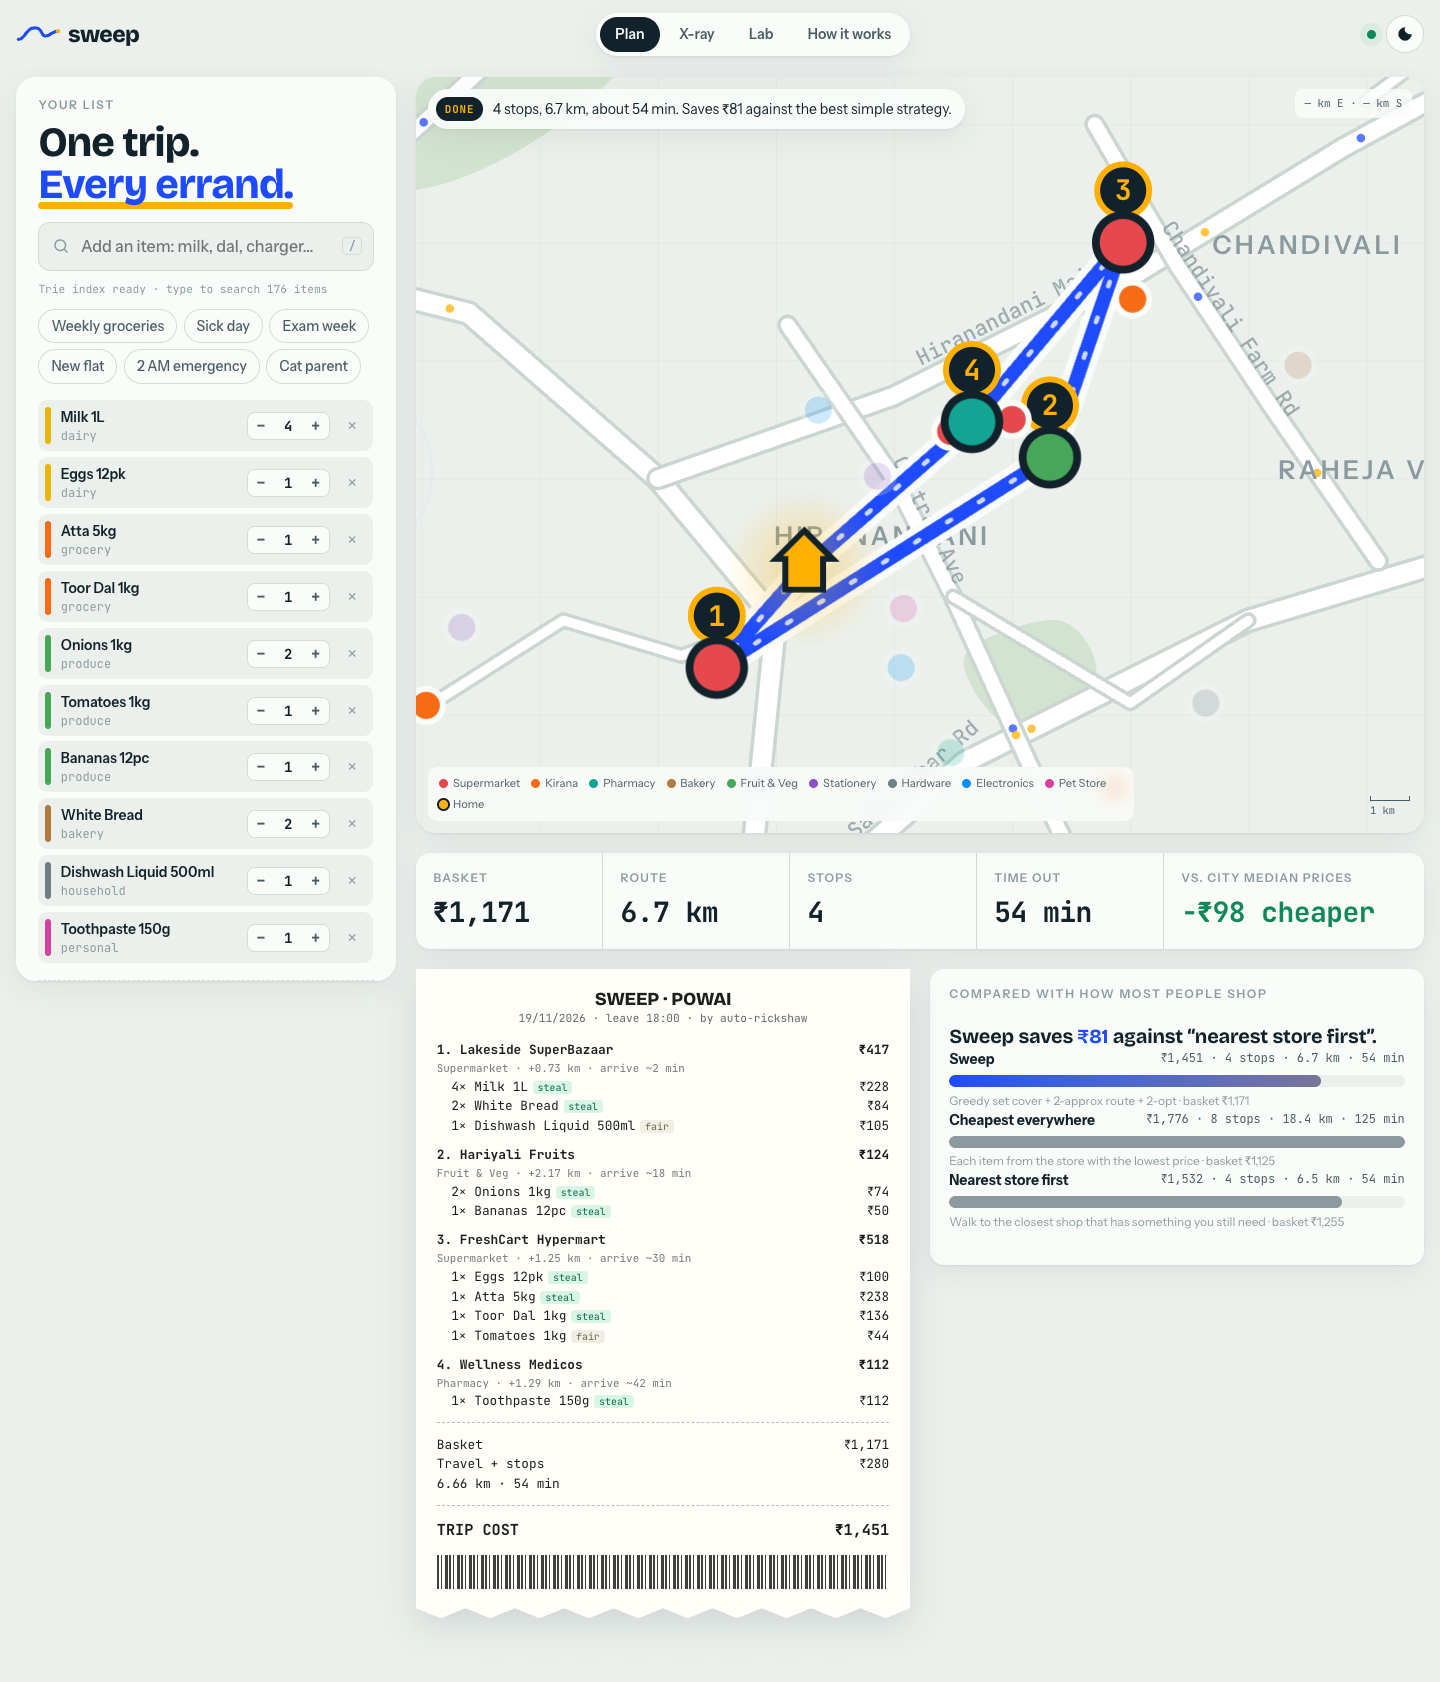 sweep
Plan
X-ray
Lab
How it works
YOUR LIST
One trip.
Every errand.
Add an item: milk, dal, charger...
/
Trie index ready · type to search 176 items
Weekly groceries
Sick day
Exam week
New flat
2 AM emergency
Cat parent
Milk 1L
dairy
− 4 + ×
Eggs 12pk
dairy
− 1 + ×
Atta 5kg
grocery
− 1 + ×
Toor Dal 1kg
grocery
− 1 + ×
Onions 1kg
produce
− 2 + ×
Tomatoes 1kg
produce
− 1 + ×
Bananas 12pc
produce
− 1 + ×
White Bread
bakery
− 2 + ×
Dishwash Liquid 500ml
household
− 1 + ×
Toothpaste 150g
personal
− 1 + ×
DONE 4 stops, 6.7 km, about 54 min. Saves ₹81 against the best simple strategy.
— km E · — km S
3
CHANDIVALI
Chandivali Farm Rd
Hiranandani
4
2
RAHEJA V
Ave
1
Rd
Supermarket
Kirana
Pharmacy
Bakery
Fruit & Veg
Stationery
Hardware
Electronics
Pet Store
Home
1 km
BASKET
₹1,171
ROUTE
6.7 km
STOPS
4
TIME OUT
54 min
VS. CITY MEDIAN PRICES
-₹98 cheaper
SWEEP · POWAI
19/11/2026 · leave 18:00 · by auto-rickshaw
1. Lakeside SuperBazaar ₹417
Supermarket · +0.73 km · arrive ~2 min
4× Milk 1L steal ₹228
2× White Bread steal ₹84
1× Dishwash Liquid 500ml fair ₹105
2. Hariyali Fruits ₹124
Fruit & Veg · +2.17 km · arrive ~18 min
2× Onions 1kg steal ₹74
1× Bananas 12pc steal ₹50
3. FreshCart Hypermart ₹518
Supermarket · +1.25 km · arrive ~30 min
1× Eggs 12pk steal ₹100
1× Atta 5kg steal ₹238
1× Toor Dal 1kg steal ₹136
1× Tomatoes 1kg fair ₹44
4. Wellness Medicos ₹112
Pharmacy · +1.29 km · arrive ~42 min
1× Toothpaste 150g steal ₹112
Basket ₹1,171
Travel + stops ₹280
6.66 km · 54 min
TRIP COST ₹1,451
COMPARED WITH HOW MOST PEOPLE SHOP
Sweep saves ₹81 against “nearest store first”.
Sweep ₹1,451 · 4 stops · 6.7 km · 54 min
Greedy set cover + 2-approx route + 2-opt · basket ₹1,171
Cheapest everywhere ₹1,776 · 8 stops · 18.4 km · 125 min
Each item from the store with the lowest price · basket ₹1,125
Nearest store first ₹1,532 · 4 stops · 6.5 km · 54 min
Walk to the closest shop that has something you still need · basket ₹1,255